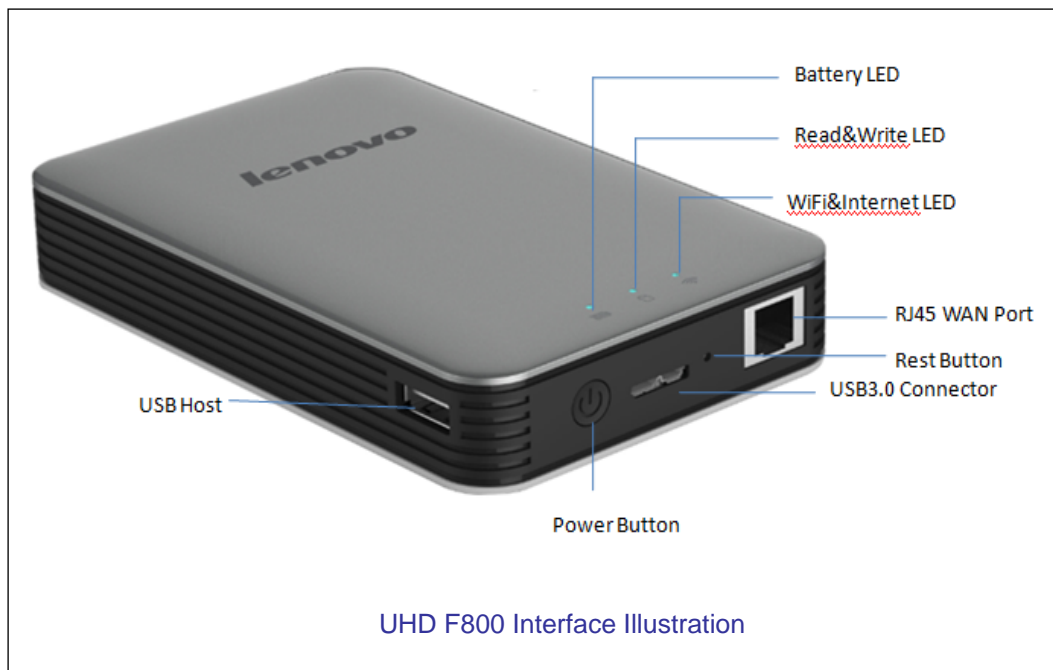 Battery LED
Read&Write LED
WiFi&Internet LED
lenovo
RJ45 WAN Port
Rest Button
USB3.0 Connector
USB Host
Power Button
UHD F800 Interface Illustration